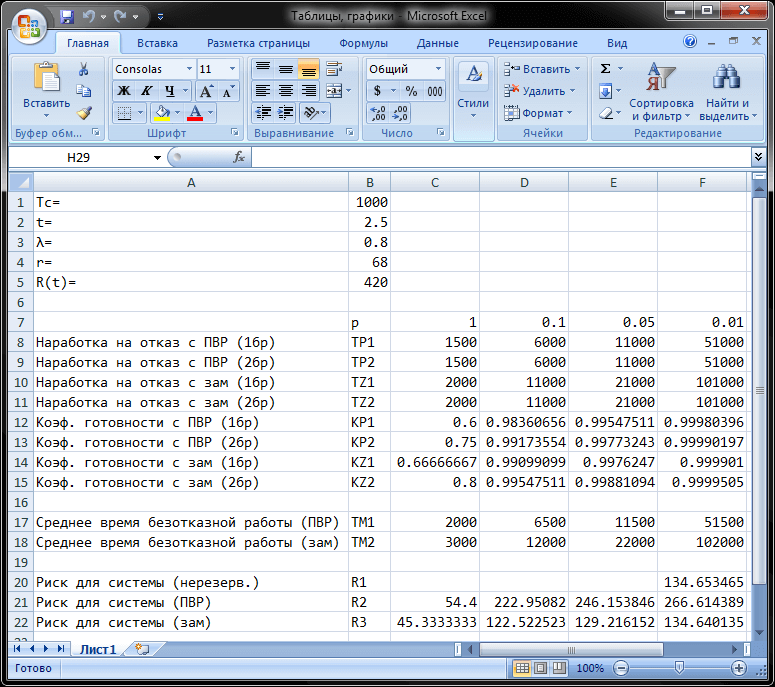 Таблицы, графики - Microsoft Excel
Главная Вставка Разметка страницы Формулы Данные Рецензирование Вид
Вставить
Буфер обм...
Consolas 11
Ж К Ч
Шрифт
Выравнивание
Общий
$ % 000
Число
Стили
Вставить
Удалить
Формат
Ячейки
Σ
Сортировка и фильтр
Найти и выделить
Редактирование
H29 fx
A B C D E F
1 Tc= 1000
2 t= 2.5
3 λ= 0.8
4 r= 68
5 R(t)= 420
6
7 p 1 0.1 0.05 0.01
8 Наработка на отказ с ПВР (1бр) TP1 1500 6000 11000 51000
9 Наработка на отказ с ПВР (2бр) TP2 1500 6000 11000 51000
10 Наработка на отказ с зам (1бр) TZ1 2000 11000 21000 101000
11 Наработка на отказ с зам (2бр) TZ2 2000 11000 21000 101000
12 Коэф. готовности с ПВР (1бр) KP1 0.6 0.98360656 0.99547511 0.99980396
13 Коэф. готовности с ПВР (2бр) KP2 0.75 0.99173554 0.99773243 0.99990197
14 Коэф. готовности с зам (1бр) KZ1 0.66666667 0.99099099 0.9976247 0.999901
15 Коэф. готовности с зам (2бр) KZ2 0.8 0.99547511 0.99881094 0.9999505
16
17 Среднее время безотказной работы (ПВР) TM1 2000 6500 11500 51500
18 Среднее время безотказной работы (зам) TM2 3000 12000 22000 102000
19
20 Риск для системы (нерезерв.) R1 134.653465
21 Риск для системы (ПВР) R2 54.4 222.95082 246.153846 266.614389
22 Риск для системы (зам) R3 45.3333333 122.522523 129.216152 134.640135
Лист1
Готово 100%